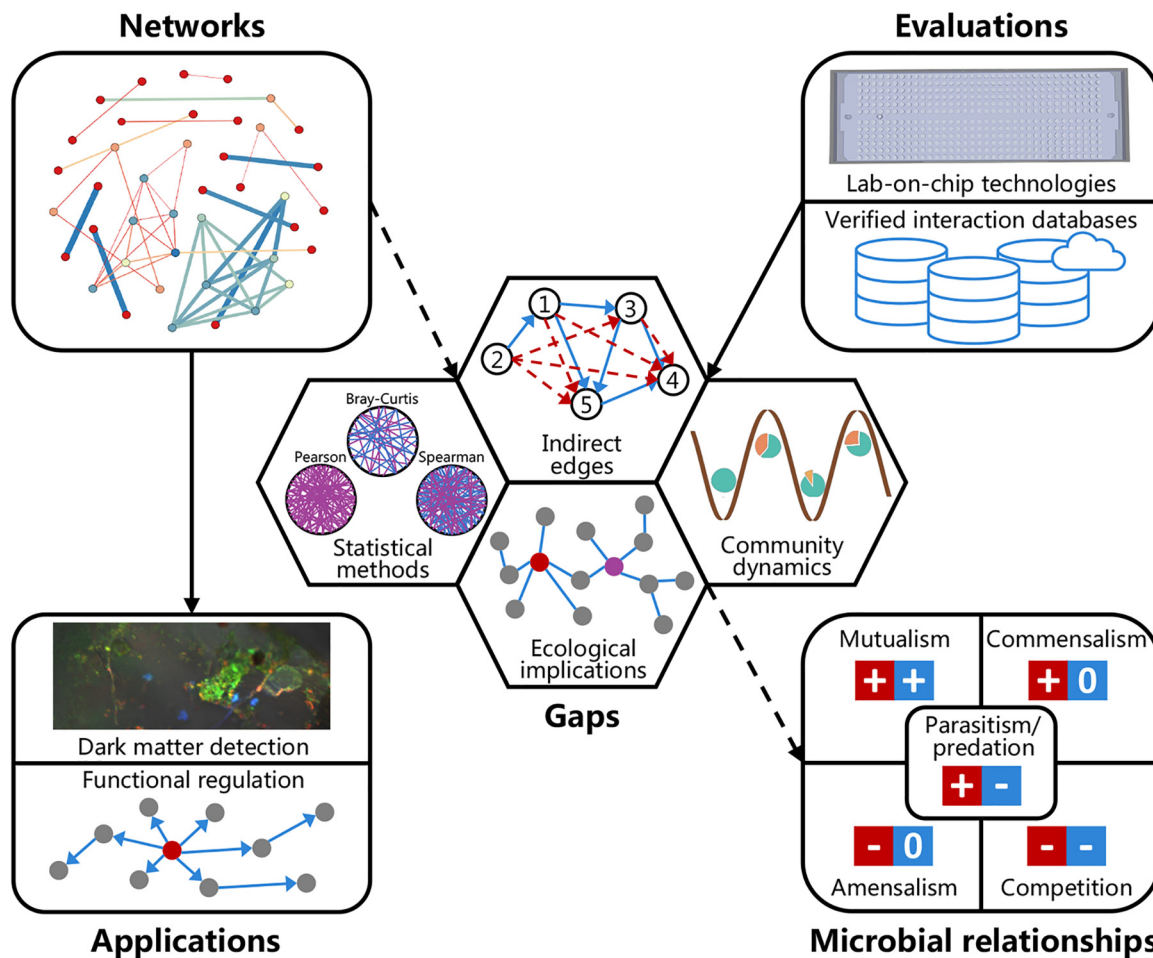 Networks
Evaluations
Lab-on-chip technologies
Verified interaction databases
1
3
2
4
5
Indirect
edges
Bray-Curtis
Pearson
Spearman
Statistical
methods
Community
dynamics
Ecological
implications
Gaps
Dark matter detection
Functional regulation
Applications
Mutualism
Commensalism
+ +
+ 0
Parasitism/
predation
+ -
- 0
- -
Amensalism
Competition
Microbial relationships